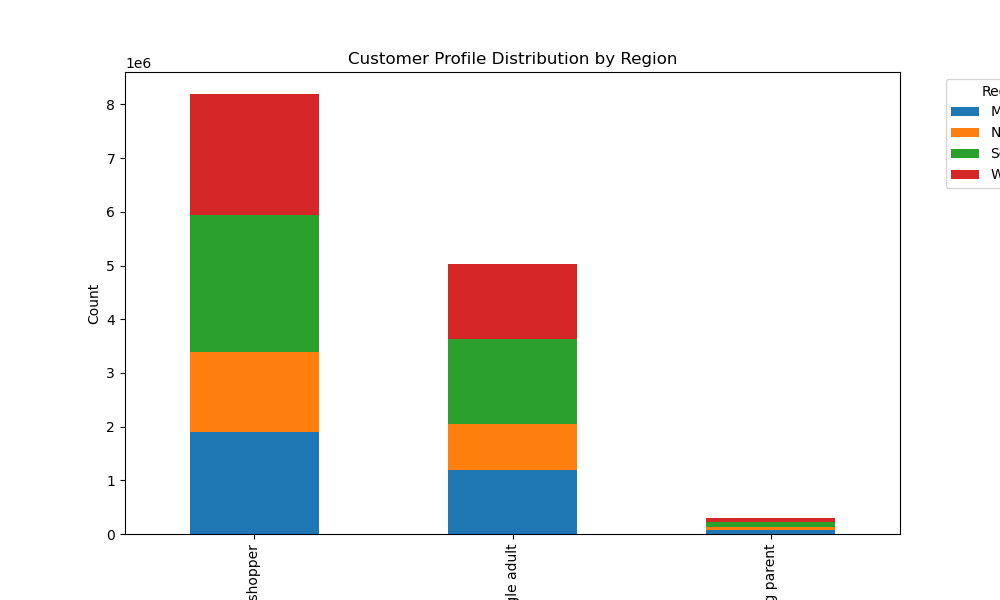 Customer Profile Distribution by Region
1e6
8
7
6
5
4
3
2
1
0
Count
shopper
adult
parent